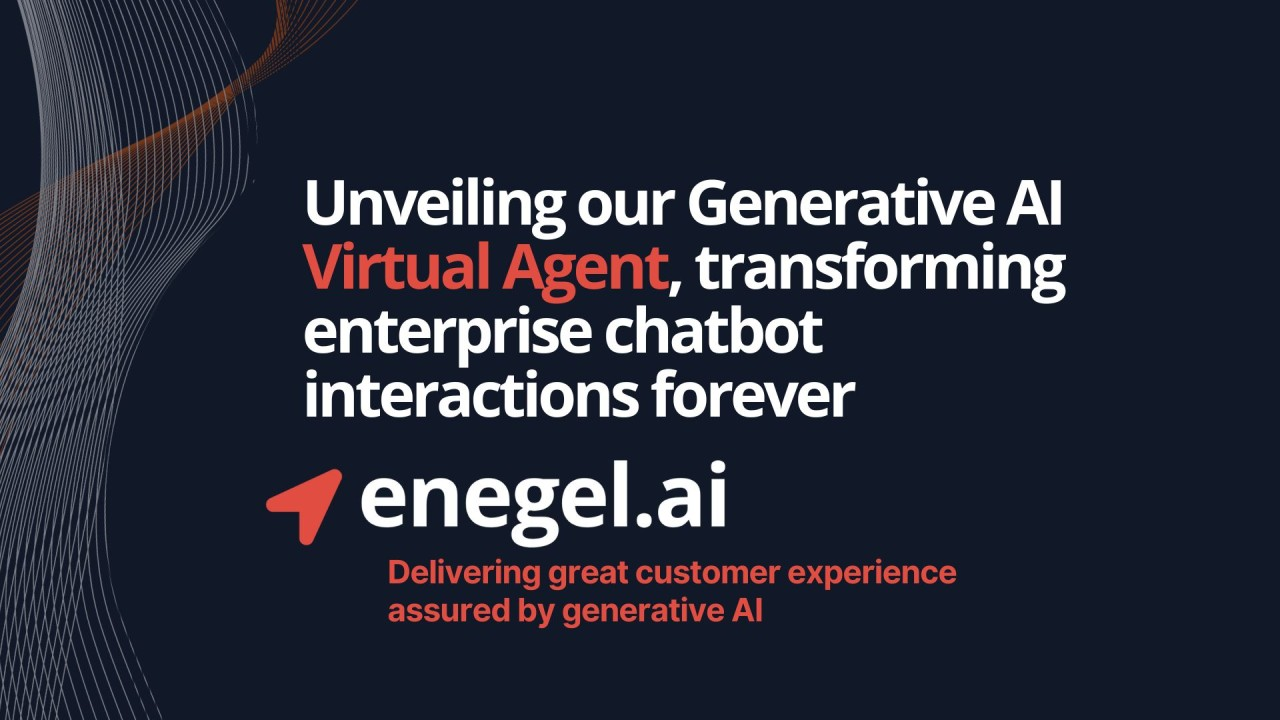 Unveiling our Generative AI
Virtual Agent, transforming
enterprise chatbot
interactions forever
enegel.ai
Delivering great customer experience
assured by generative AI